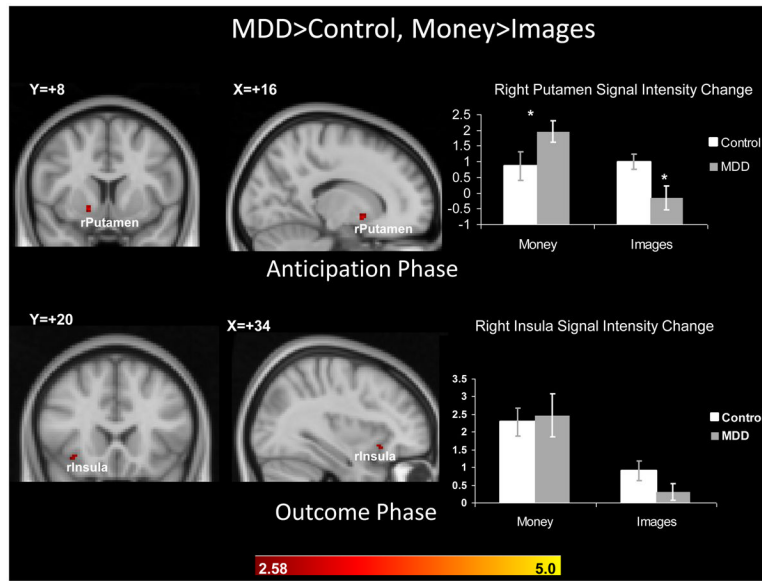 MDD>Control, Money>Images
Y=+8
X=+16
rPutamen
rPutamen
Right Putamen Signal Intensity Change
2.5
2
1.5
1
0.5
0
-0.5
-1
*
*
Control
MDD
Money
Images
Anticipation Phase
Y=+20
X=+34
rInsula
rInsula
Right Insula Signal Intensity Change
3.5
3
2.5
2
1.5
1
0.5
0
Control
MDD
Money
Images
Outcome Phase
2.58
5.0